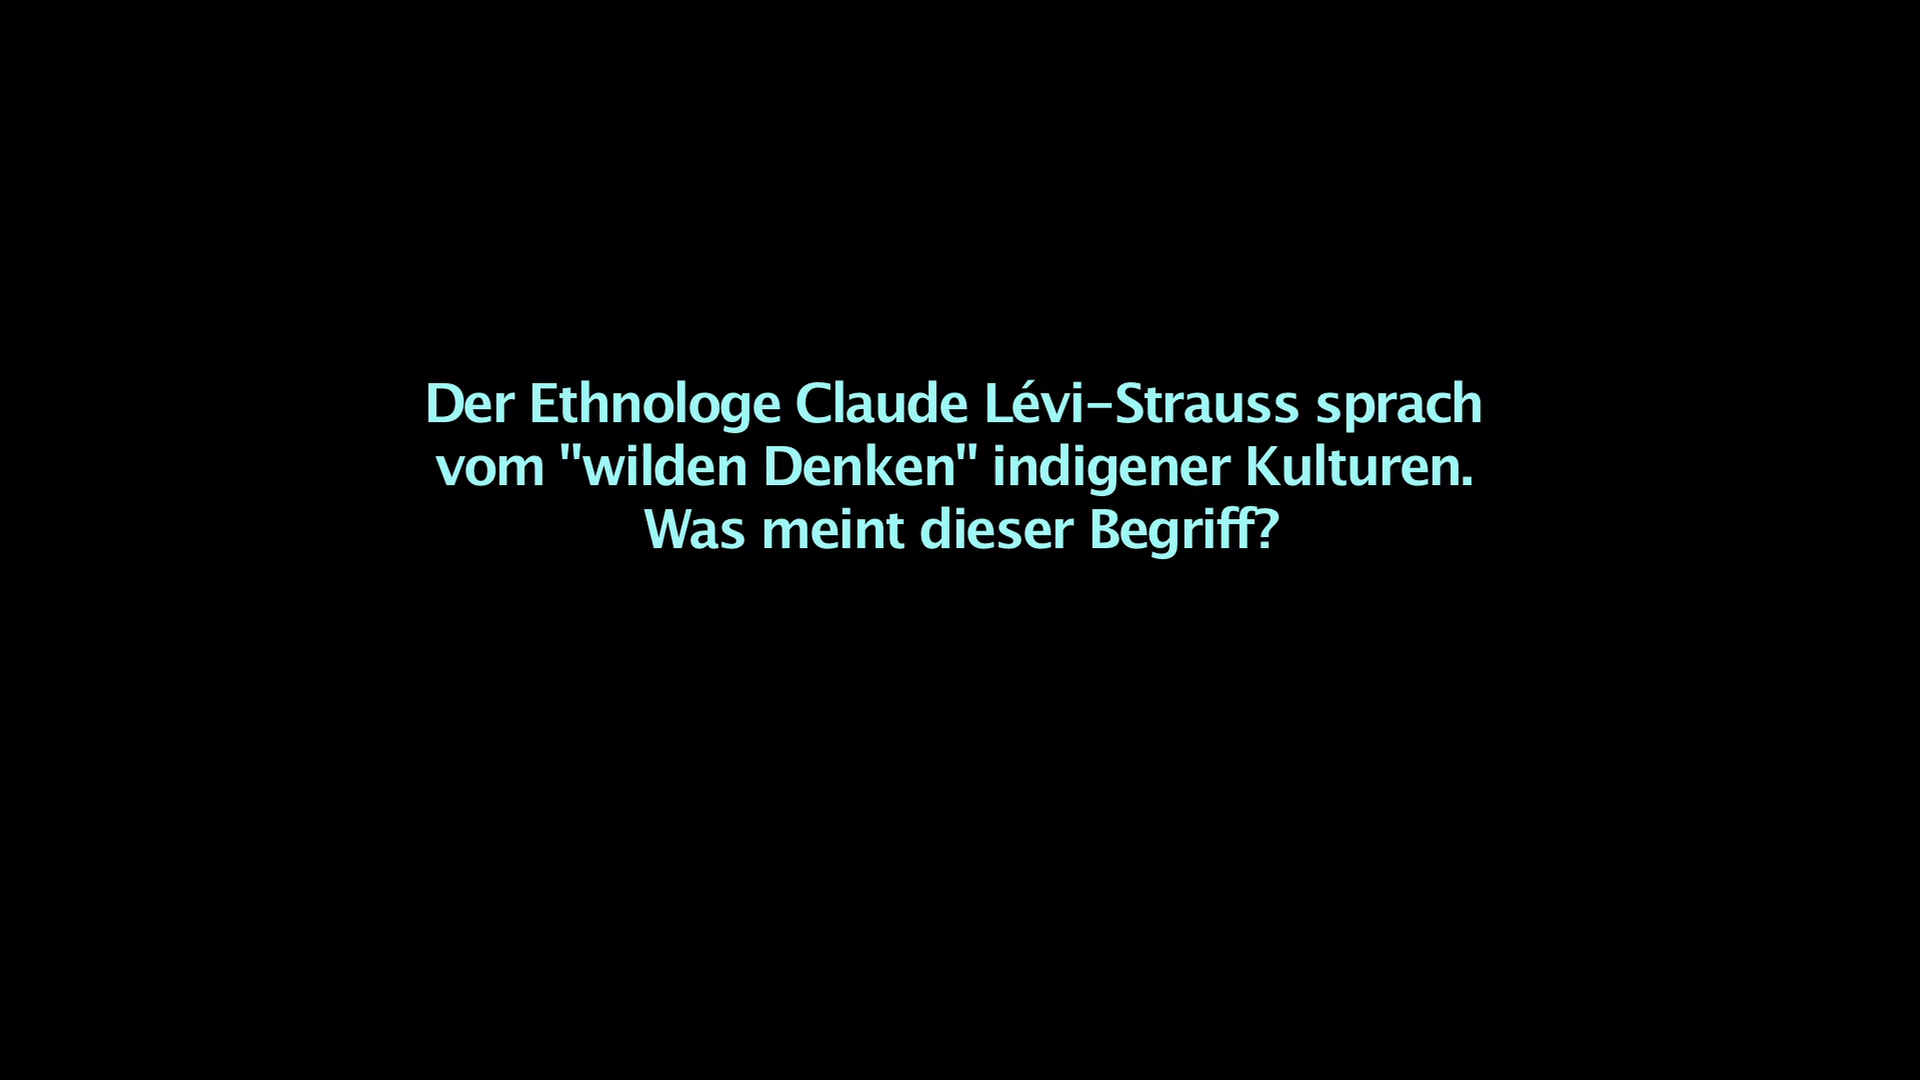 Der Ethnologe Claude Lévi-Strauss sprach
vom "wilden Denken" indigener Kulturen.
Was meint dieser Begriff?